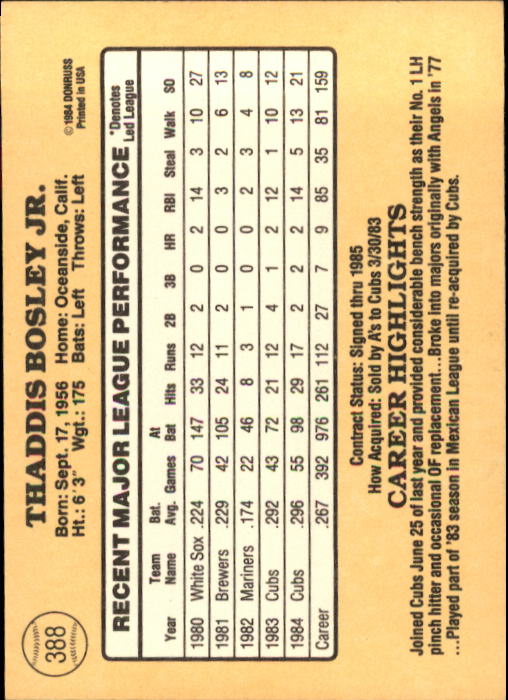 388
THADDIS BOSLEY JR.
Born: Sept. 17, 1956 Home: Oceanside, Calif.
Ht.: 6'3" Wgt.: 175 Bats: Left Throws: Left
©1984 DONRUSS
Printed in USA
RECENT MAJOR LEAGUE PERFORMANCE *Denotes Led League
Year Team Name Bat. Avg. Games At Bat Hits Runs 2B 3B HR RBI Steal Walk SO
1980 White Sox .224 70 147 33 12 2 0 2 14 3 10 27
1981 Brewers .229 42 105 24 11 2 0 0 3 2 6 13
1982 Mariners .174 22 46 8 3 1 0 0 2 3 4 8
1983 Cubs .292 43 72 21 12 4 1 2 12 1 10 12
1984 Cubs .296 55 98 29 17 2 2 2 14 5 13 21
Career .267 392 976 261 112 27 7 9 85 35 81 159
Contract Status: Signed thru 1985
How Acquired: Sold by A's to Cubs 3/30/83
CAREER HIGHLIGHTS
Joined Cubs June 25 of last year and provided considerable bench strength as their No. 1 LH
pinch hitter and occasional OF replacement...Broke into majors originally with Angels in '77
...Played part of '83 season in Mexican League until re-acquired by Cubs.